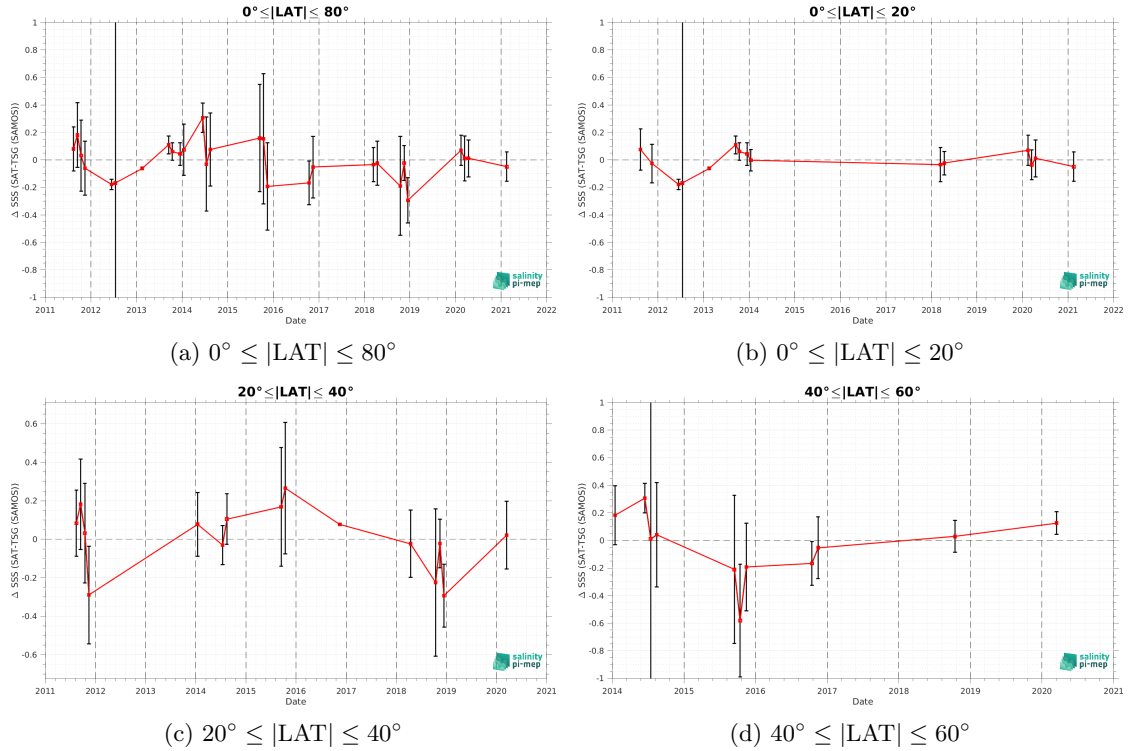 0°≤|LAT|≤ 80°
Δ SSS (SAT-TSG (SAMOS))
1
0.8
0.6
0.4
0.2
0
-0.2
-0.4
-0.6
-0.8
-1
2011 2012 2013 2014 2015 2016 2017 2018 2019 2020 2021 2022
Date
salinity
pi-mep
(a) 0° ≤ |LAT| ≤ 80°
0°≤|LAT|≤ 20°
Δ SSS (SAT-TSG (SAMOS))
1
0.8
0.6
0.4
0.2
0
-0.2
-0.4
-0.6
-0.8
-1
2011 2012 2013 2014 2015 2016 2017 2018 2019 2020 2021 2022
Date
salinity
pi-mep
(b) 0° ≤ |LAT| ≤ 20°
20°≤|LAT|≤ 40°
Δ SSS (SAT-TSG (SAMOS))
0.6
0.4
0.2
0
-0.2
-0.4
-0.6
2011 2012 2013 2014 2015 2016 2017 2018 2019 2020 2021
Date
salinity
pi-mep
(c) 20° ≤ |LAT| ≤ 40°
40°≤|LAT|≤ 60°
Δ SSS (SAT-TSG (SAMOS))
1
0.8
0.6
0.4
0.2
0
-0.2
-0.4
-0.6
-0.8
-1
2014 2015 2016 2017 2018 2019 2020 2021
Date
salinity
pi-mep
(d) 40° ≤ |LAT| ≤ 60°